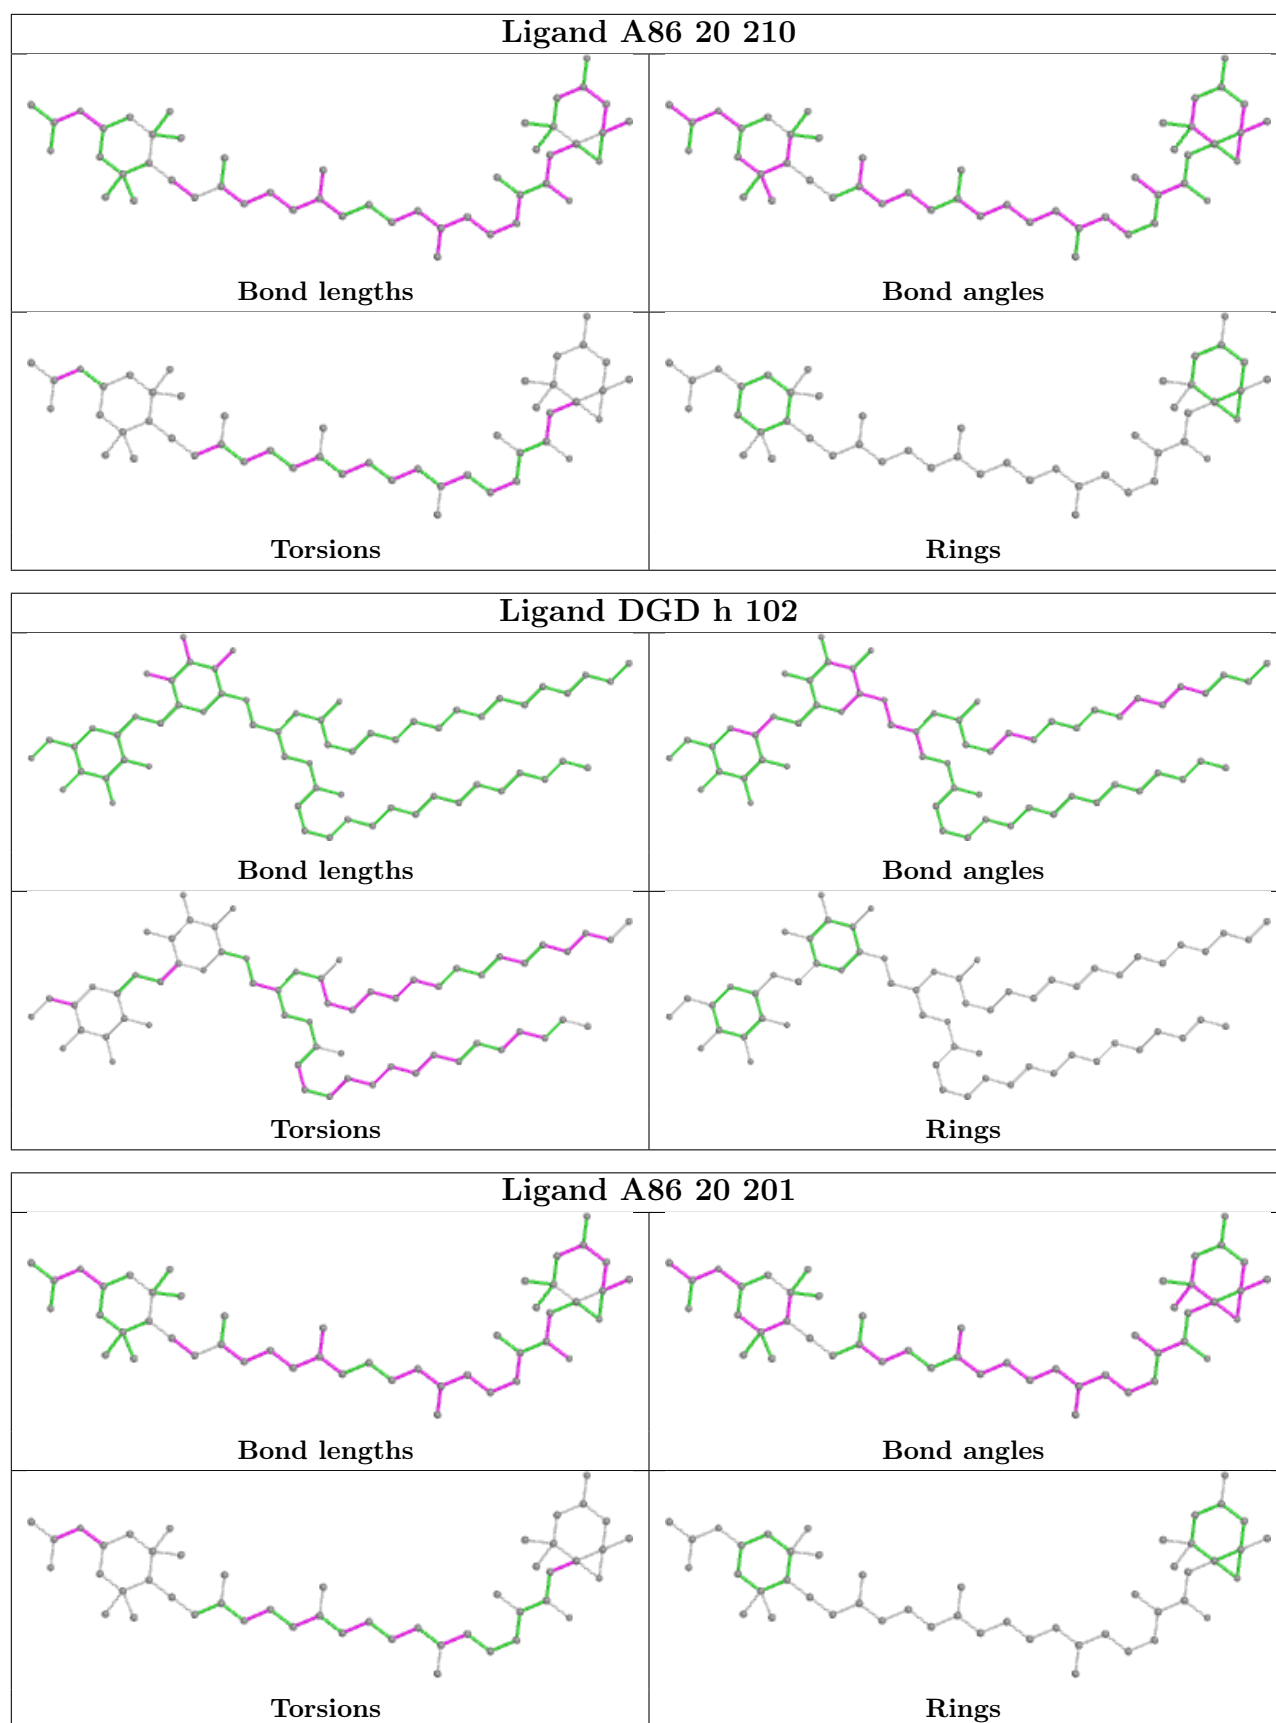 Ligand A86 20 210
Bond lengths
Bond angles
Torsions
Rings
Ligand DGD h 102
Bond lengths
Bond angles
Torsions
Rings
Ligand A86 20 201
Bond lengths
Bond angles
Torsions
Rings